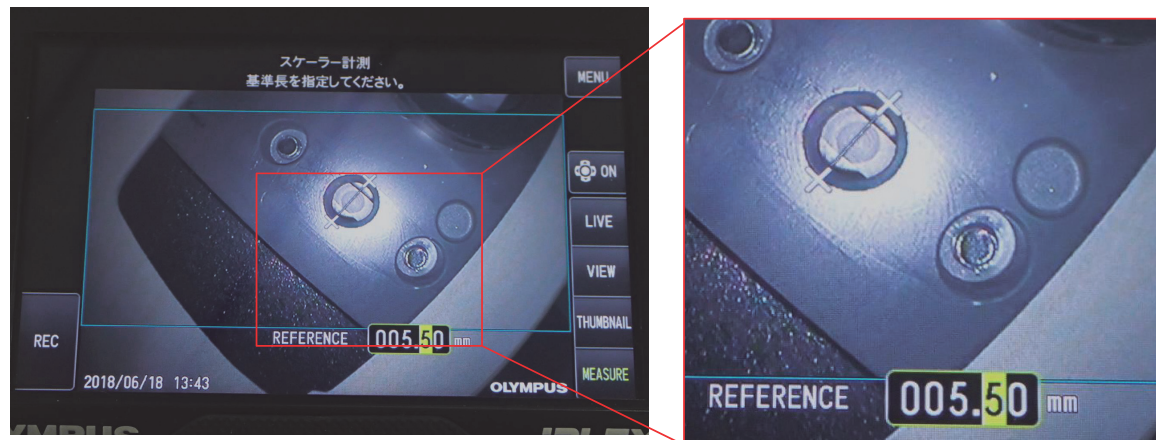 スケーラー計測
基準長を指定してください。
MENU
ON
LIVE
VIEW
THUMBNAIL
MEASURE
REC
REFERENCE 005.50 mm
2018/06/18 13:43
OLYMPUS
REFERENCE 005.50 mm